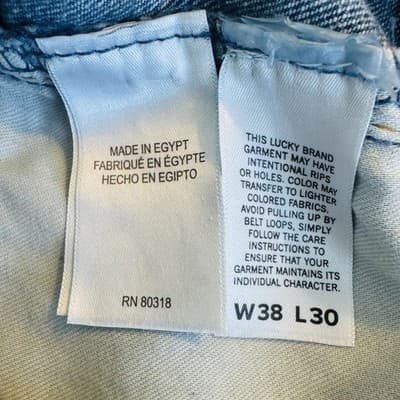 MADE IN EGYPT
FABRIQUÉ EN ÉGYPTE
HECHO EN EGIPTO
RN 80318
THIS LUCKY BRAND
GARMENT MAY HAVE
INTENTIONAL RIPS
OR HOLES. COLOR MAY
TRANSFER TO LIGHTER
COLORED FABRICS.
AVOID PULLING UP BY
BELT LOOPS, SIMPLY
FOLLOW THE CARE
INSTRUCTIONS TO
ENSURE THAT YOUR
GARMENT MAINTAINS ITS
INDIVIDUAL CHARACTER.
W38 L30